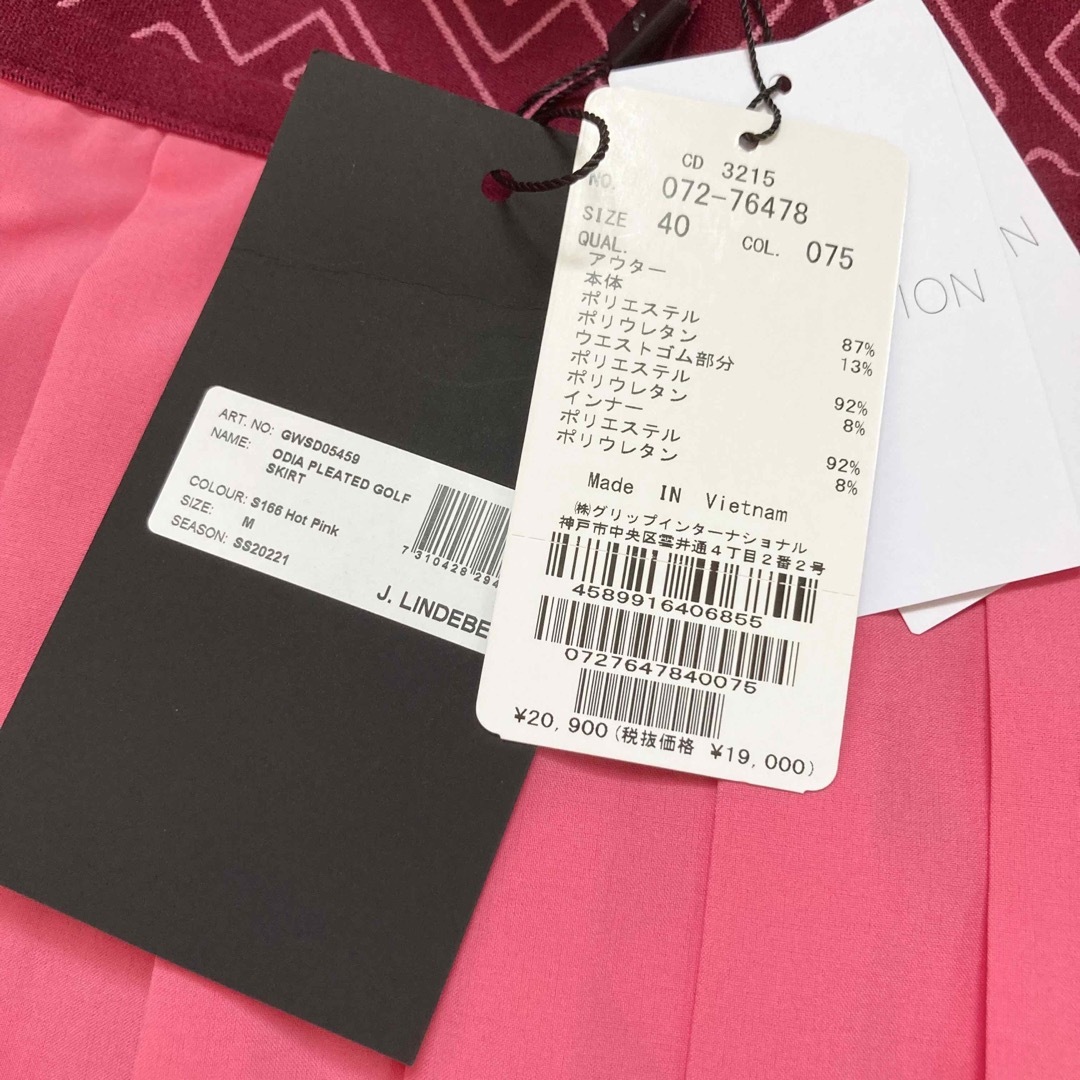 ART. NO: GWSD05459
NAME: ODIA PLEATED GOLF
SKIRT
COLOUR: S166 Hot Pink
SIZE: M
SEASON: SS20221
7 310428 294
J. LINDEBE
CD 3215
NO. 072-76478
SIZE 40 COL. 075
QUAL.
アウター
本体
ポリエステル 87%
ポリウレタン 13%
ウエストゴム部分
ポリエステル 92%
ポリウレタン 8%
インナー
ポリエステル 92%
ポリウレタン 8%
Made IN Vietnam
㈱グリップインターナショナル
神戸市中央区雲井通4丁目2番2号
4589916406855
0727647840075
¥20,900(税抜価格 ¥19,000)
ION
N